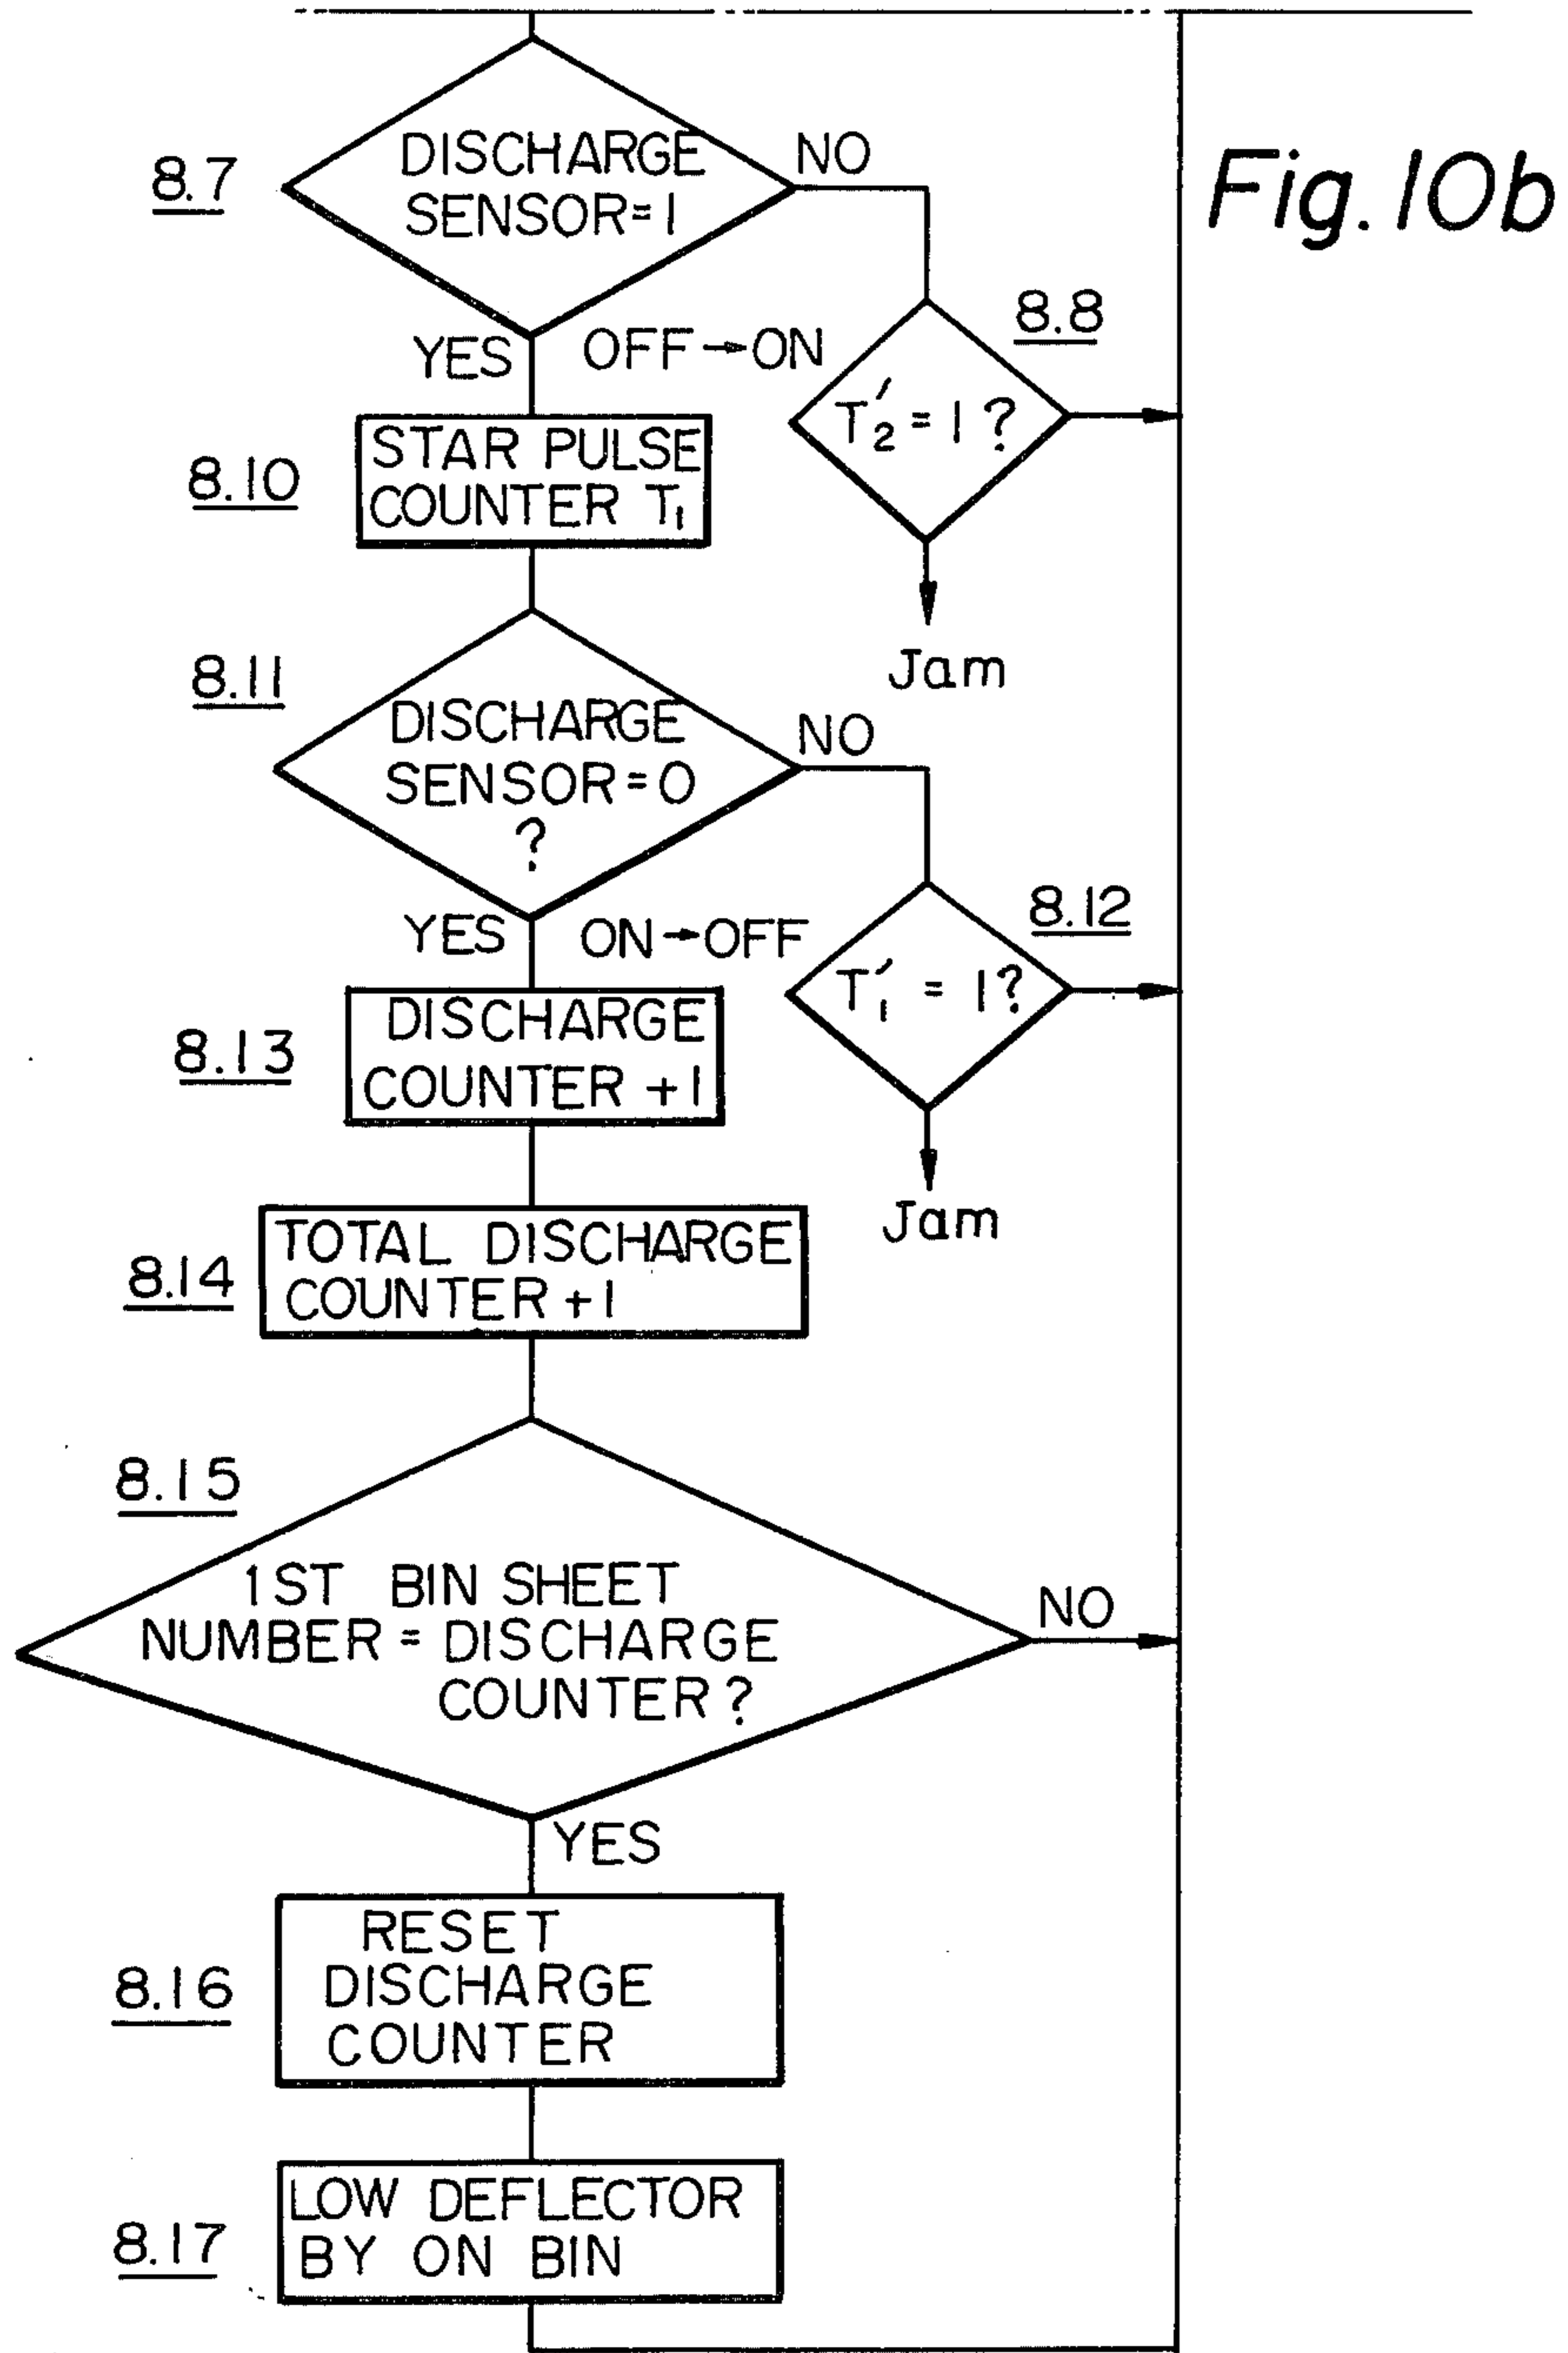 Fig. 10b
8.7
DISCHARGE
SENSOR=1
NO
YES
OFF→ON
8.8
T₂′=1?
Jam
8.10
STAR PULSE
COUNTER T₁
8.11
DISCHARGE
SENSOR=0
?
NO
YES
ON→OFF
8.12
T₁′ = 1?
Jam
8.13
DISCHARGE
COUNTER +1
8.14
TOTAL DISCHARGE
COUNTER +1
8.15
1ST BIN SHEET
NUMBER = DISCHARGE
COUNTER?
NO
YES
8.16
RESET
DISCHARGE
COUNTER
8.17
LOW DEFLECTOR
BY ON BIN